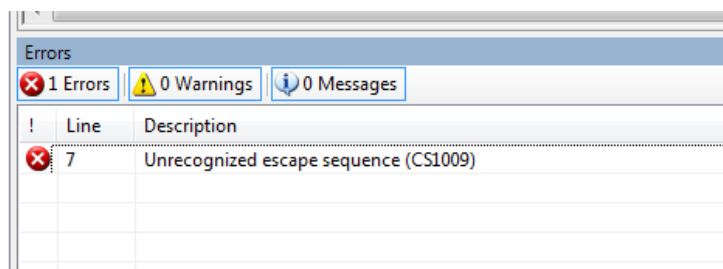 Errors
1 Errors 0 Warnings 0 Messages
! Line Description
7 Unrecognized escape sequence (CS1009)